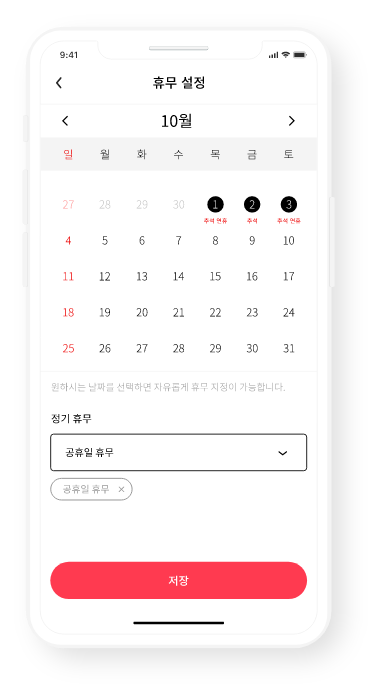 9:41
휴무 설정
10월
일 월 화 수 목 금 토
27 28 29 30 1 2 3
추석 연휴 추석 추석 연휴
4 5 6 7 8 9 10
11 12 13 14 15 16 17
18 19 20 21 22 23 24
25 26 27 28 29 30 31
원하시는 날짜를 선택하면 자유롭게 휴무 지정이 가능합니다.
정기 휴무
공휴일 휴무
공휴일 휴무 ×
저장